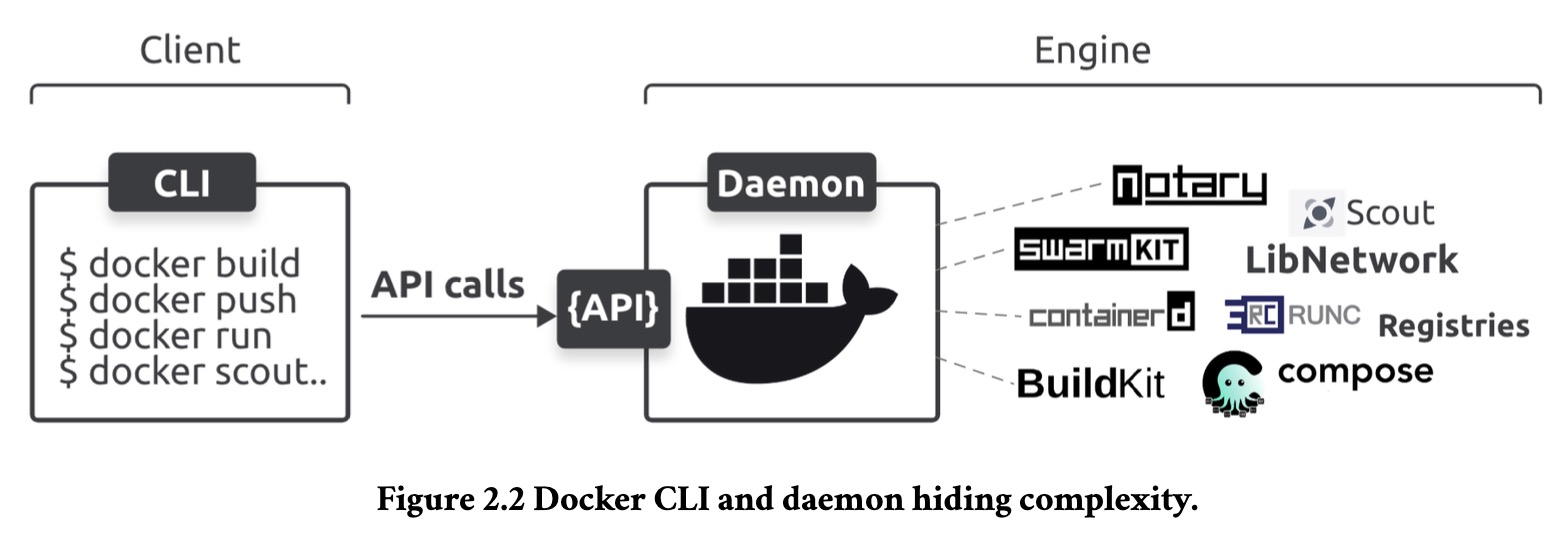 Client
Engine
CLI
$ docker build
$ docker push
$ docker run
$ docker scout..
API calls
{API}
Daemon
notary
Scout
swarmKIT
LibNetwork
containerd
RC RUNC
Registries
BuildKit
compose
Figure 2.2 Docker CLI and daemon hiding complexity.